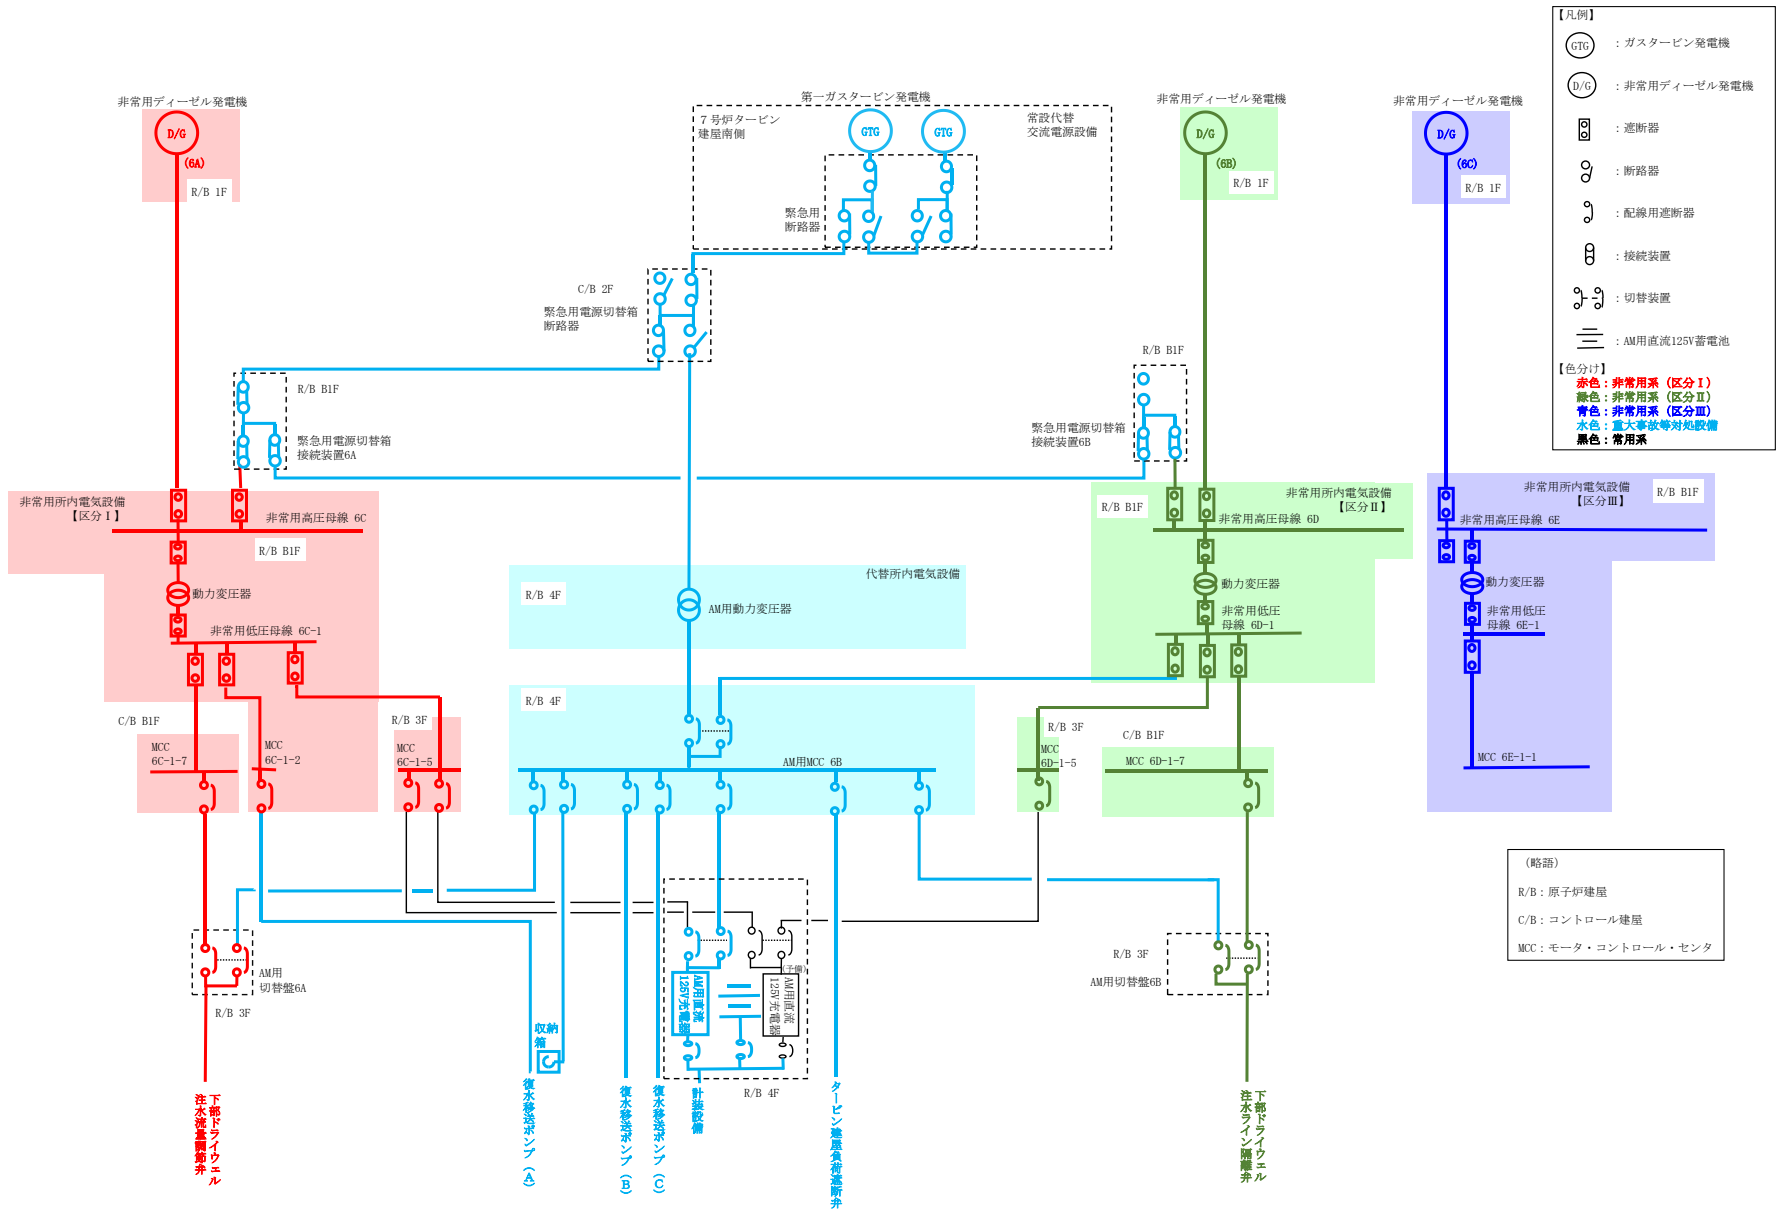 【凡例】
GTG
：ガスタービン発電機
D/G
：非常用ディーゼル発電機
：遮断器
：断路器
：配線用遮断器
：接続装置
：切替装置
：AM用直流125V蓄電池
【色分け】
赤色：非常用系（区分Ⅰ）
緑色：非常用系（区分Ⅱ）
青色：非常用系（区分Ⅲ）
水色：重大事故等対処設備
黒色：常用系
非常用ディーゼル発電機
D/G
(6A)
R/B 1F
第一ガスタービン発電機
７号炉タービン
建屋南側
GTG
GTG
常設代替
交流電源設備
緊急用
断路器
非常用ディーゼル発電機
D/G
(6B)
R/B 1F
非常用ディーゼル発電機
D/G
(6C)
R/B 1F
C/B 2F
緊急用電源切替箱
断路器
R/B B1F
緊急用電源切替箱
接続装置6A
R/B B1F
緊急用電源切替箱
接続装置6B
非常用所内電気設備
【区分Ⅰ】
非常用高圧母線 6C
R/B B1F
動力変圧器
非常用低圧母線 6C-1
代替所内電気設備
R/B 4F
AM用動力変圧器
R/B 4F
非常用所内電気設備
【区分Ⅱ】
R/B B1F
非常用高圧母線 6D
動力変圧器
非常用低圧
母線 6D-1
非常用所内電気設備
【区分Ⅲ】
R/B B1F
非常用高圧母線 6E
動力変圧器
非常用低圧
母線 6E-1
C/B B1F
MCC
6C-1-7
MCC
6C-1-2
R/B 3F
MCC
6C-1-5
AM用MCC 6B
R/B 3F
MCC
6D-1-5
C/B B1F
MCC 6D-1-7
MCC 6E-1-1
（略語）
R/B：原子炉建屋
C/B：コントロール建屋
MCC：モータ・コントロール・センタ
AM用
切替盤6A
R/B 3F
R/B 3F
AM用切替盤6B
収納
箱
AM用直流
125V充電器
(予備)
AM用直流
125V充電器
R/B 4F
下部ドライウェル
注水流量調節弁
復水移送ポンプ（A）
復水移送ポンプ（B）
復水移送ポンプ（C）
計装設備
タービン建屋負荷遮断弁
下部ドライウェル
注水ライン隔離弁